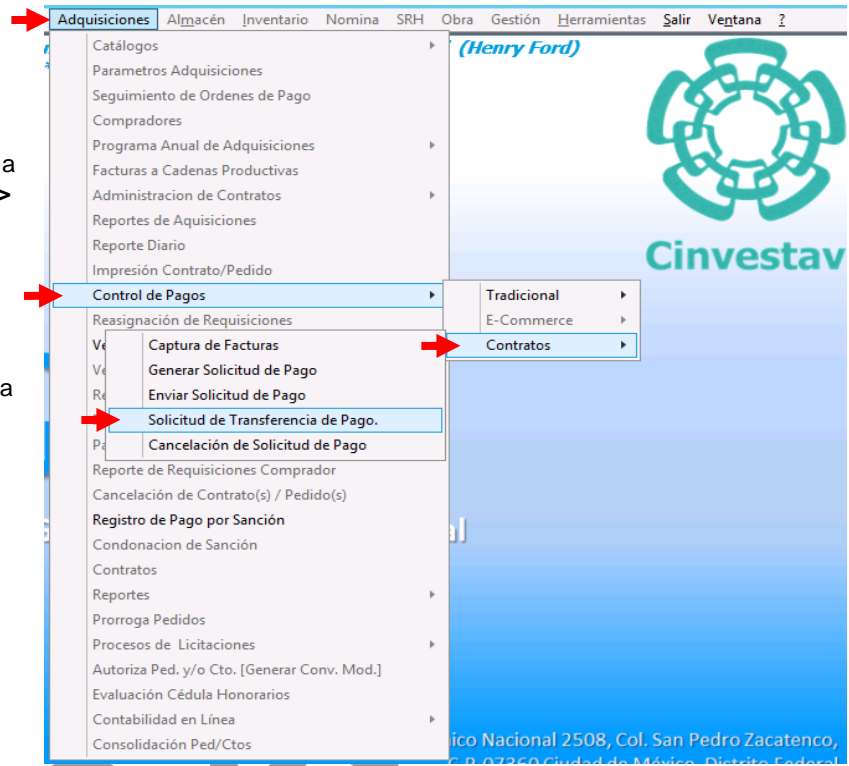 Adquisiciones Almacén Inventario Nomina SRH Obra Gestión Herramientas Salir Ventana ?
(Henry Ford)
Catálogos
Parametros Adquisiciones
Seguimiento de Ordenes de Pago
Compradores
Programa Anual de Adquisiciones
a
Facturas a Cadenas Productivas
>
Administracion de Contratos
Reportes de Aquisiciones
Reporte Diario
Cinvestav
Impresión Contrato/Pedido
Control de Pagos
Tradicional
Reasignación de Requisiciones
E-Commerce
Contratos
Captura de Facturas
Generar Solicitud de Pago
a
Enviar Solicitud de Pago
Solicitud de Transferencia de Pago.
Cancelación de Solicitud de Pago
Reporte de Requisiciones Comprador
Cancelación de Contrato(s) / Pedido(s)
Registro de Pago por Sanción
Condonacion de Sanción
Contratos
Reportes
Prorroga Pedidos
Procesos de Licitaciones
Autoriza Ped. y/o Cto. [Generar Conv. Mod.]
Evaluación Cédula Honorarios
Contabilidad en Línea
Consolidación Ped/Ctos
Nacional 2508, Col. San Pedro Zacatenco,
07360 Ciudad de México, Distrito Federal